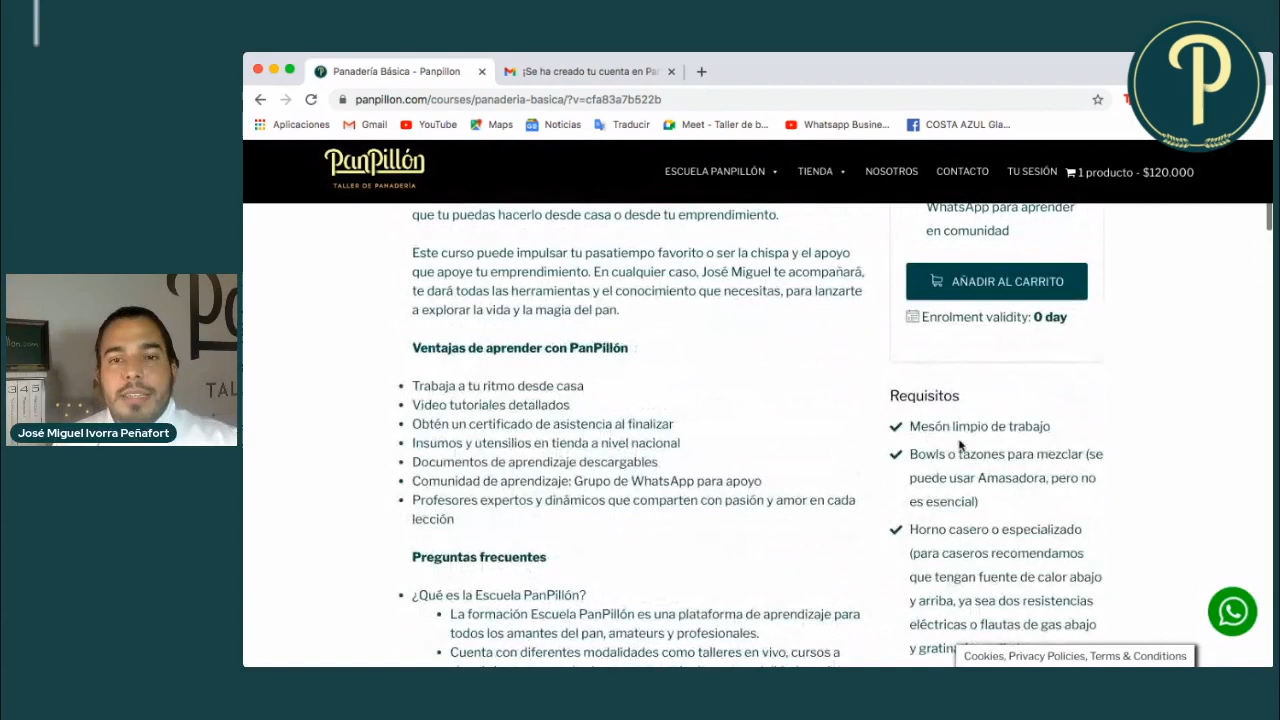 Panadería Básica - Panpillon
¡Se ha creado tu cuenta en Pa
panpillon.com/courses/panaderia-basica/?v=cfa83a7b522b
Aplicaciones
Gmail
YouTube
Maps
Noticias
Traducir
Meet - Taller de b...
Whatsapp Busine...
COSTA AZUL Gla...
P
PanPillón
TALLER DE PANADERÍA
ESCUELA PANPILLÓN
TIENDA
NOSOTROS
CONTACTO
TU SESIÓN
1 producto - $120.000
que tu puedas hacerlo desde casa o desde tu emprendimiento.
Este curso puede impulsar tu pasatiempo favorito o ser la chispa y el apoyo
que apoye tu emprendimiento. En cualquier caso, José Miguel te acompañará,
te dará todas las herramientas y el conocimiento que necesitas, para lanzarte
a explorar la vida y la magia del pan.
Ventajas de aprender con PanPillón
Trabaja a tu ritmo desde casa
Video tutoriales detallados
Obtén un certificado de asistencia al finalizar
Insumos y utensilios en tienda a nivel nacional
Documentos de aprendizaje descargables
Comunidad de aprendizaje: Grupo de WhatsApp para apoyo
Profesores expertos y dinámicos que comparten con pasión y amor en cada
lección
Preguntas frecuentes
¿Qué es la Escuela PanPillón?
La formación Escuela PanPillón es una plataforma de aprendizaje para
todos los amantes del pan, amateurs y profesionales.
Cuenta con diferentes modalidades como talleres en vivo, cursos a
WhatsApp para aprender
en comunidad
AÑADIR AL CARRITO
Enrolment validity: 0 day
Requisitos
Mesón limpio de trabajo
Bowls o tazones para mezclar (se
puede usar Amasadora, pero no
es esencial)
Horno casero o especializado
(para caseros recomendamos
que tengan fuente de calor abajo
y arriba, ya sea dos resistencias
eléctricas o flautas de gas abajo
Cookies, Privacy Policies, Terms & Conditions
José Miguel Ivorra Peñafort